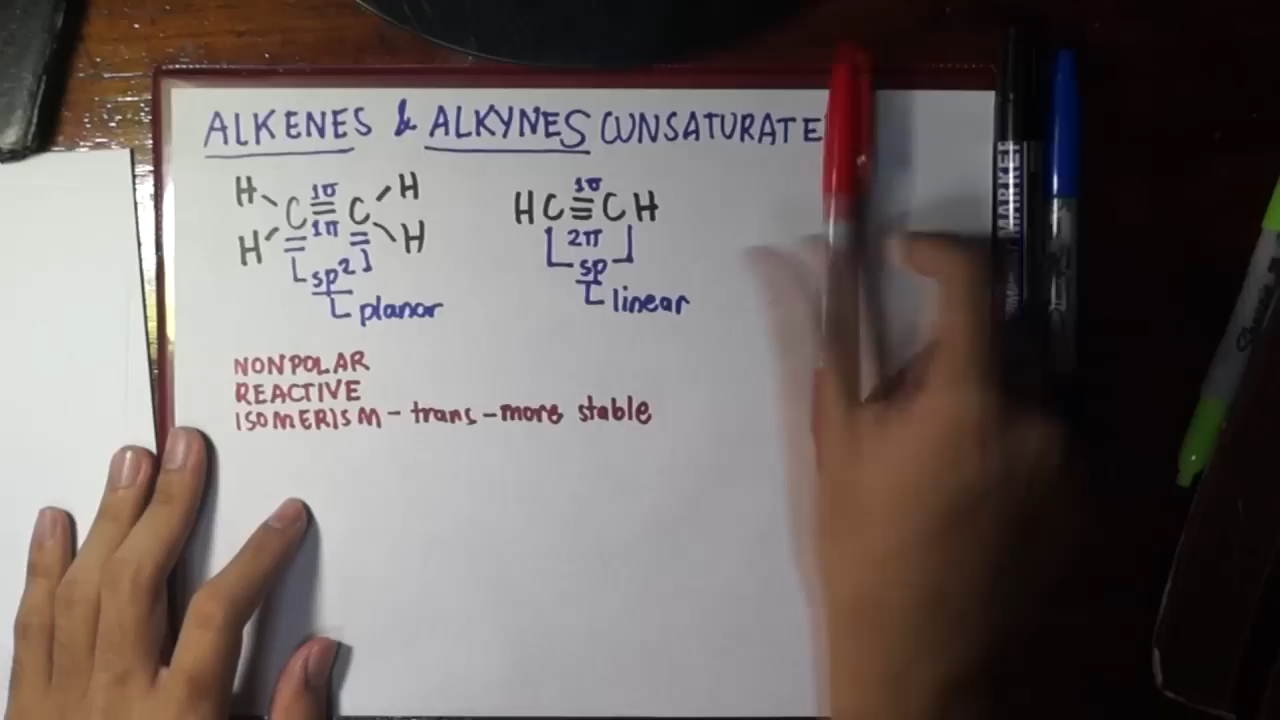 ALKENES & ALKYNES (UNSATURATE
H H 1σ H
C = C HC≡CH
H 1π H 2π
sp² sp
planar linear
NONPOLAR
REACTIVE
ISOMERISM - trans - more stable
MARKER
Sharpie